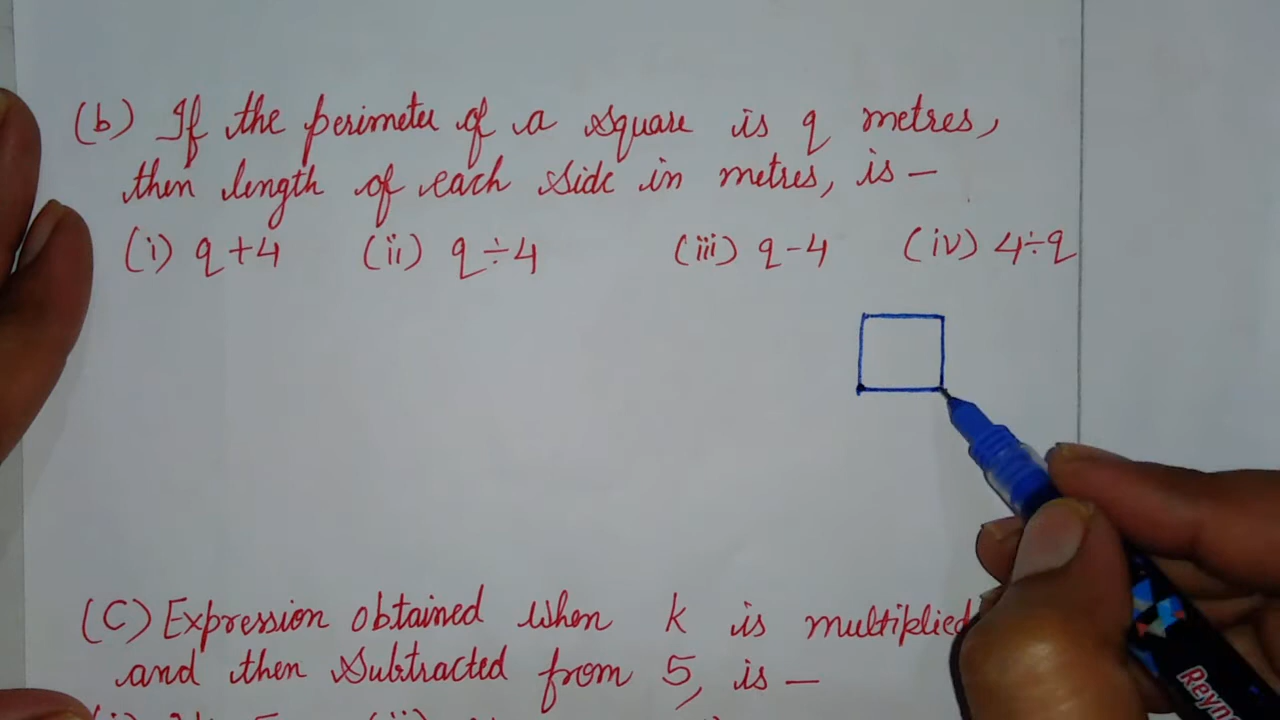 (b) If the perimeter of a square is q metres,
then length of each side in metres, is -
(i) q+4 (ii) q÷4 (iii) q-4 (iv) 4÷q
(C) Expression obtained when k is multiplied
and then subtracted from 5, is -
(i) (ii)
Reyn